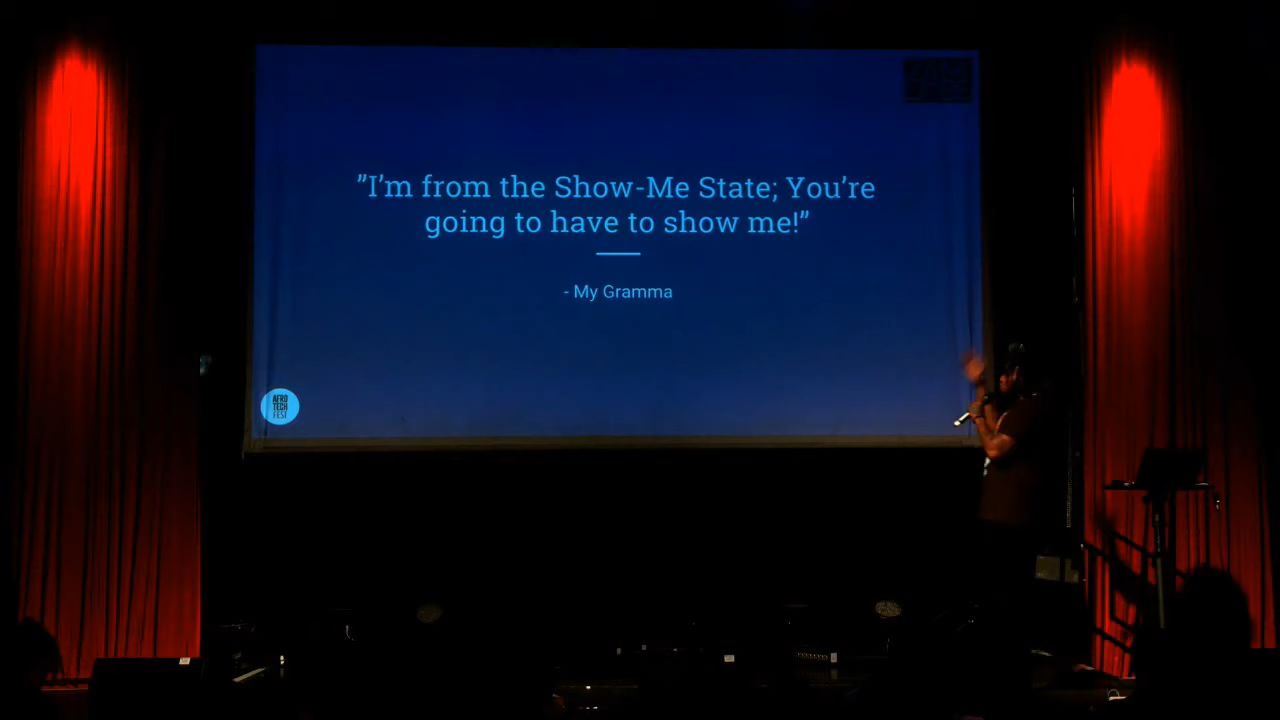 ”I’m from the Show-Me State; You’re
going to have to show me!”
- My Gramma
AFRO
TECH
FEST